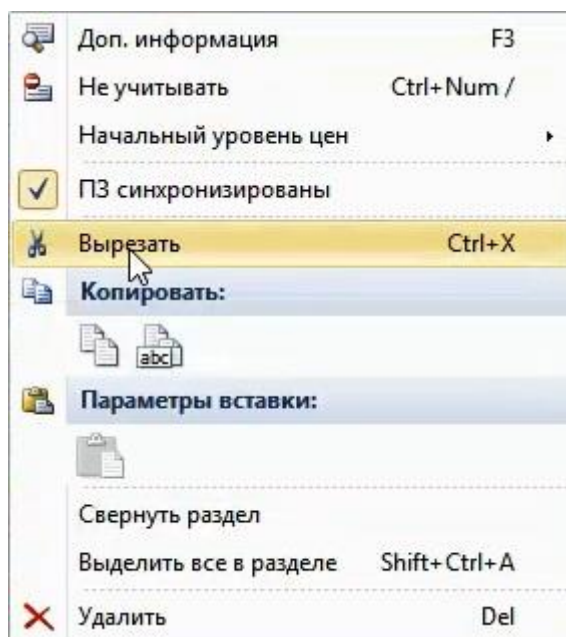 Доп. информация F3
Не учитывать Ctrl+Num /
Начальный уровень цен
ПЗ синхронизированы
Вырезать Ctrl+X
Копировать:
abc
Параметры вставки:
Свернуть раздел
Выделить все в разделе Shift+Ctrl+A
Удалить Del